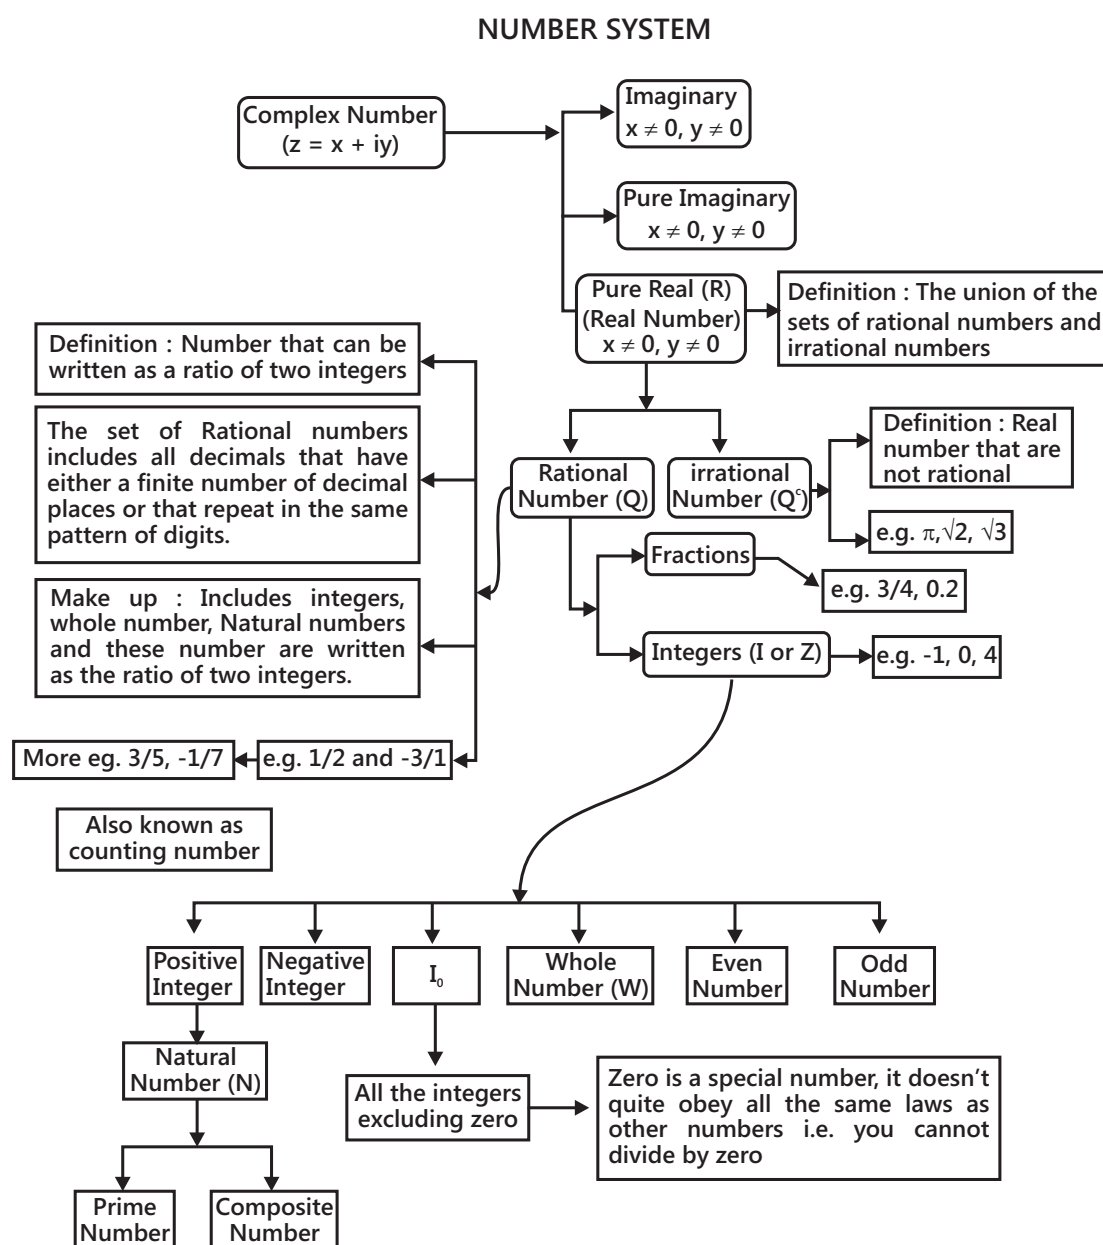 NUMBER SYSTEM
Complex Number
(z = x + iy)
Imaginary
x ≠ 0, y ≠ 0
Pure Imaginary
x ≠ 0, y ≠ 0
Pure Real (R)
(Real Number)
x ≠ 0, y ≠ 0
Definition : The union of the
sets of rational numbers and
irrational numbers
Definition : Number that can be
written as a ratio of two integers
The set of Rational numbers
includes all decimals that have
either a finite number of decimal
places or that repeat in the same
pattern of digits.
Make up : Includes integers,
whole number, Natural numbers
and these number are written
as the ratio of two integers.
More eg. 3/5, -1/7
e.g. 1/2 and -3/1
Rational
Number (Q)
irrational
Number (Qᶜ)
Definition : Real
number that are
not rational
e.g. π,√2, √3
Fractions
e.g. 3/4, 0.2
Integers (I or Z)
e.g. -1, 0, 4
Also known as
counting number
Positive
Integer
Negative
Integer
I₀
Whole
Number (W)
Even
Number
Odd
Number
Natural
Number (N)
All the integers
excluding zero
Zero is a special number, it doesn’t
quite obey all the same laws as
other numbers i.e. you cannot
divide by zero
Prime
Number
Composite
Number